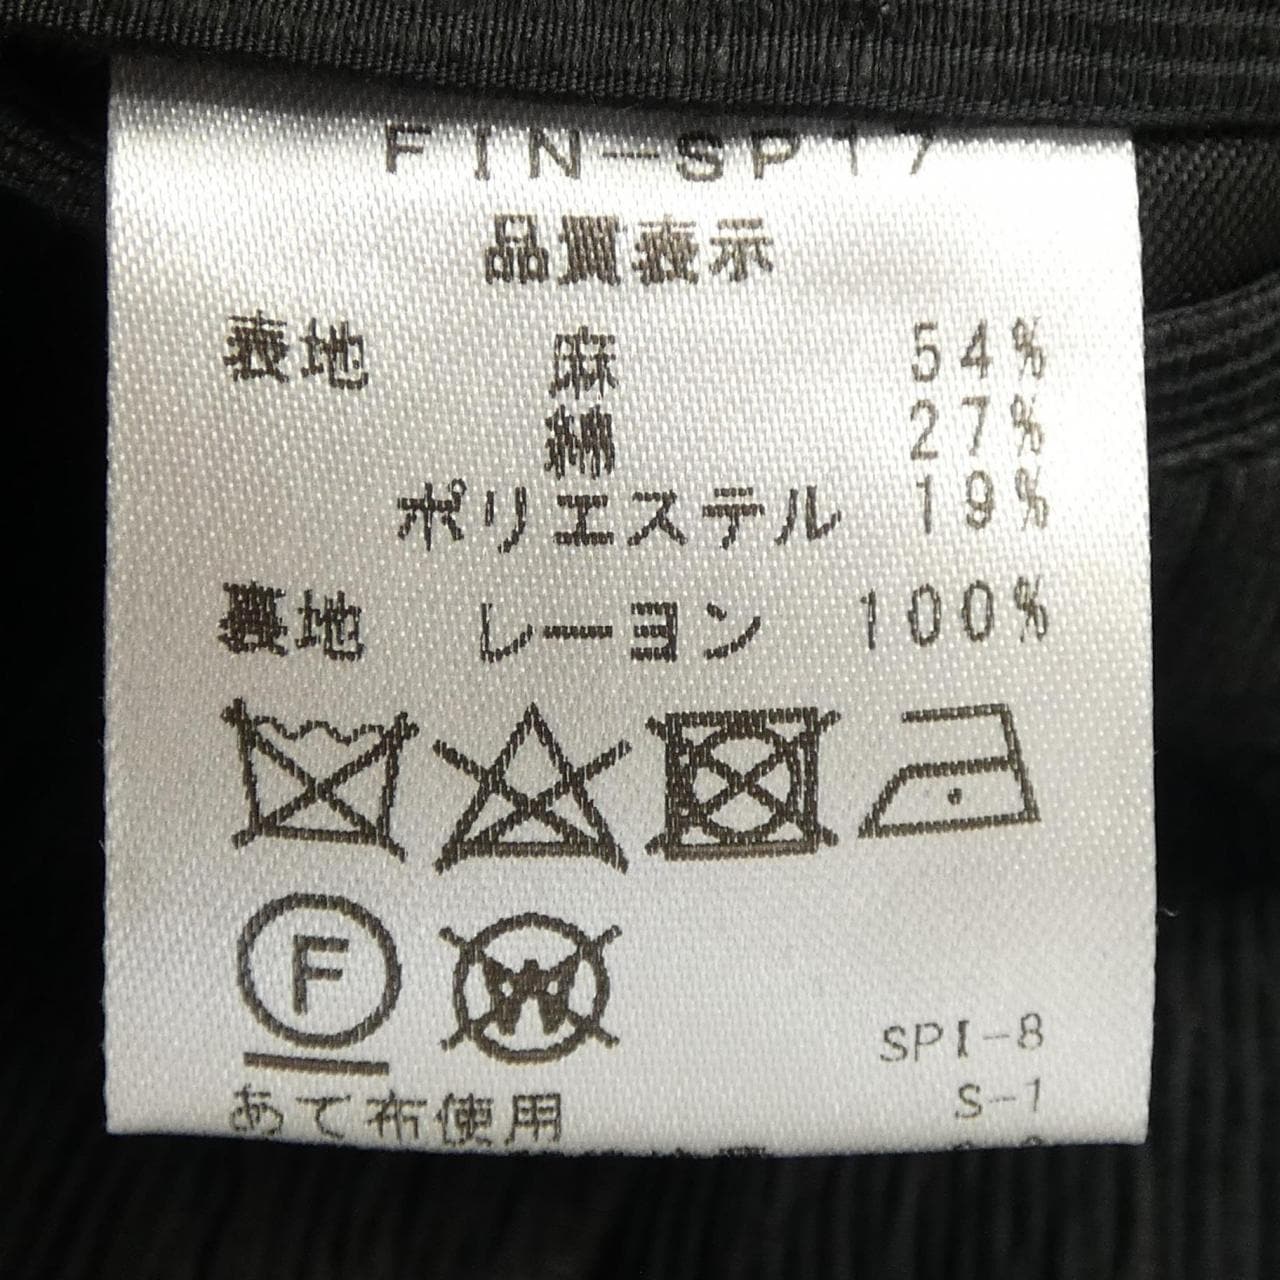 FIN-SP17
品質表示
表地 麻 54%
綿 27%
ポリエステル 19%
裏地 レーヨン 100%
F W
SPI-8
S-1
あて布使用